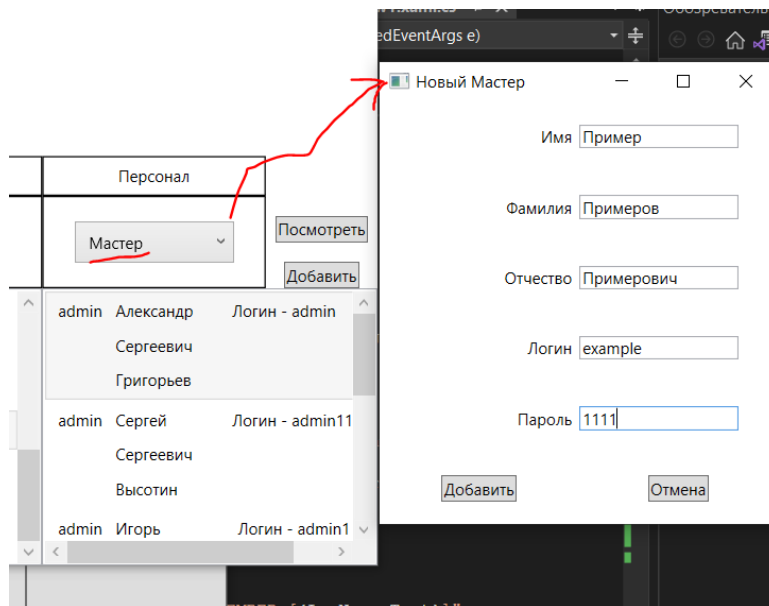 edEventArgs e)
Новый Мастер
Имя Пример
Фамилия Примеров
Отчество Примерович
Логин example
Пароль 1111
Добавить Отмена
Персонал
Мастер
Посмотреть
Добавить
admin Александр Логин - admin
Сергеевич
Григорьев
admin Сергей Логин - admin11
Сергеевич
Высотин
admin Игорь Логин - admin1